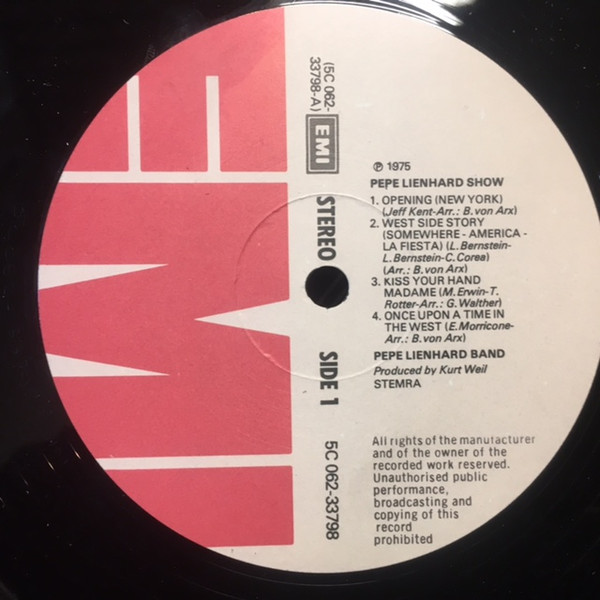 (5C 062-
33798-A)
EMI
STEREO
SIDE 1
5C 062-33798
EMI
℗ 1975
PEPE LIENHARD SHOW
1. OPENING (NEW YORK)
(Jeff Kent-Arr.: B. von Arx)
2. WEST SIDE STORY
(SOMEWHERE - AMERICA -
LA FIESTA) (L. Bernstein-
L. Bernstein-C. Corea)
(Arr.: B. von Arx)
3. KISS YOUR HAND
MADAME (M. Erwin-T.
Rotter-Arr.: G. Walther)
4. ONCE UPON A TIME IN
THE WEST (E. Morricone-
Arr.: B. von Arx)
PEPE LIENHARD BAND
Produced by Kurt Weil
STEMRA
All rights of the manufacturer
and of the owner of the
recorded work reserved.
Unauthorised public
performance,
broadcasting and
copying of this
record
prohibited